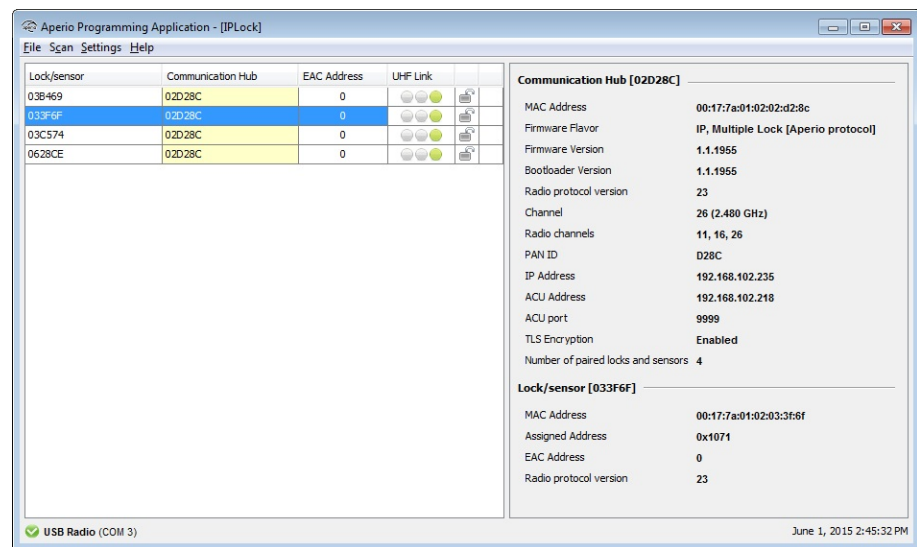 Aperio Programming Application - [IPLock]
File Scan Settings Help
Lock/sensor Communication Hub EAC Address UHF Link
03B469 02D28C 0
033F6F 02D28C 0
03C574 02D28C 0
0628CE 02D28C 0
Communication Hub [02D28C]
MAC Address 00:17:7a:01:02:02:d2:8c
Firmware Flavor IP, Multiple Lock [Aperio protocol]
Firmware Version 1.1.1955
Bootloader Version 1.1.1955
Radio protocol version 23
Channel 26 (2.480 GHz)
Radio channels 11, 16, 26
PAN ID D28C
IP Address 192.168.102.235
ACU Address 192.168.102.218
ACU port 9999
TLS Encryption Enabled
Number of paired locks and sensors 4
Lock/sensor [033F6F]
MAC Address 00:17:7a:01:02:03:3f:6f
Assigned Address 0x1071
EAC Address 0
Radio protocol version 23
USB Radio (COM 3) June 1, 2015 2:45:32 PM